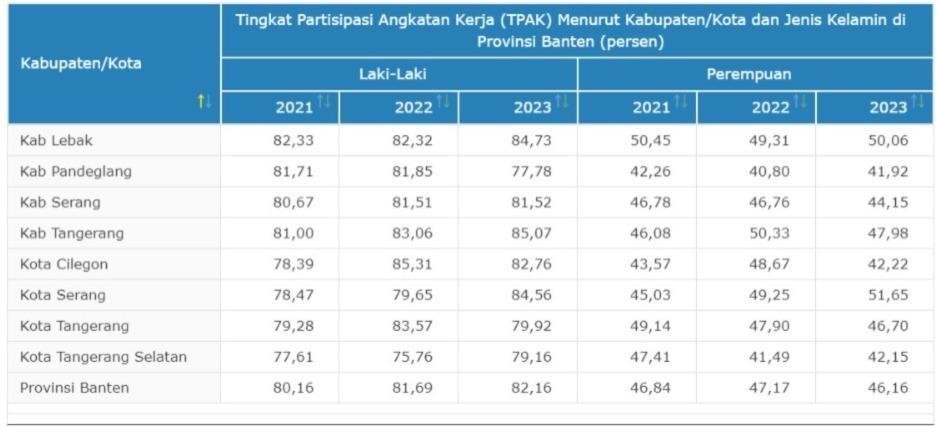 Tingkat Partisipasi Angkatan Kerja (TPAK) Menurut Kabupaten/Kota dan Jenis Kelamin di
Provinsi Banten (persen)
Kabupaten/Kota
Laki-Laki Perempuan
2021 2022 2023 2021 2022 2023
Kab Lebak 82,33 82,32 84,73 50,45 49,31 50,06
Kab Pandeglang 81,71 81,85 77,78 42,26 40,80 41,92
Kab Serang 80,67 81,51 81,52 46,78 46,76 44,15
Kab Tangerang 81,00 83,06 85,07 46,08 50,33 47,98
Kota Cilegon 78,39 85,31 82,76 43,57 48,67 42,22
Kota Serang 78,47 79,65 84,56 45,03 49,25 51,65
Kota Tangerang 79,28 83,57 79,92 49,14 47,90 46,70
Kota Tangerang Selatan 77,61 75,76 79,16 47,41 41,49 42,15
Provinsi Banten 80,16 81,69 82,16 46,84 47,17 46,16